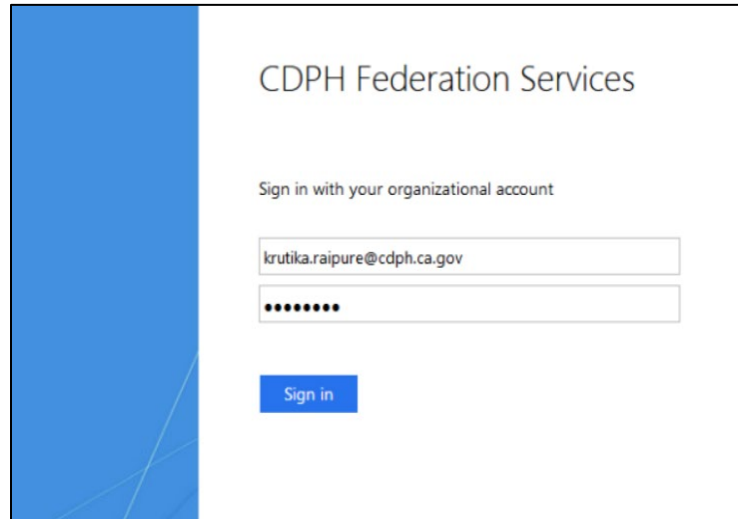 CDPH Federation Services
Sign in with your organizational account
krutika.raipure@cdph.ca.gov
••••••••
Sign in